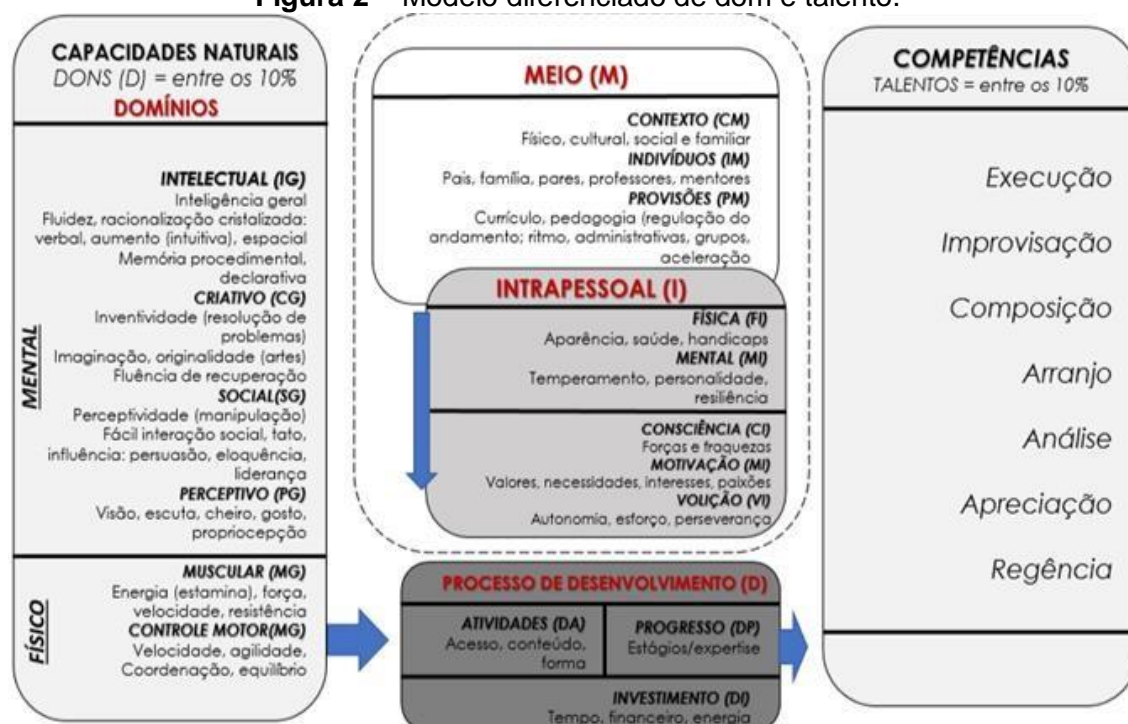 Figura 2 – Modelo diferenciado de dom e talento.
CAPACIDADES NATURAIS
DONS (D) = entre os 10%
DOMÍNIOS
MENTAL
INTELECTUAL (IG)
Inteligência geral
Fluidez, racionalização cristalizada:
verbal, aumento (intuitiva), espacial
Memória procedimental,
declarativa
CRIATIVO (CG)
Inventividade (resolução de
problemas)
Imaginação, originalidade (artes)
Fluência de recuperação
SOCIAL(SG)
Perceptividade (manipulação)
Fácil interação social, tato,
influência: persuasão, eloquência,
liderança
PERCEPTIVO (PG)
Visão, escuta, cheiro, gosto,
propriocepção
FÍSICO
MUSCULAR (MG)
Energia (estamina), força,
velocidade, resistência
CONTROLE MOTOR(MG)
Velocidade, agilidade,
Coordenação, equilíbrio
MEIO (M)
CONTEXTO (CM)
Físico, cultural, social e familiar
INDIVÍDUOS (IM)
Pais, família, pares, professores, mentores
PROVISÕES (PM)
Currículo, pedagogia (regulação do
andamento; ritmo, administrativas, grupos,
aceleração
INTRAPESSOAL (I)
FÍSICA (FI)
Aparência, saúde, handicaps
MENTAL (MI)
Temperamento, personalidade,
resiliência
CONSCIÊNCIA (CI)
Forças e fraquezas
MOTIVAÇÃO (MI)
Valores, necessidades, interesses, paixões
VOLIÇÃO (VI)
Autonomia, esforço, perseverança
PROCESSO DE DESENVOLVIMENTO (D)
ATIVIDADES (DA)
Acesso, conteúdo,
forma
PROGRESSO (DP)
Estágios/expertise
INVESTIMENTO (DI)
Tempo, financeiro, energia
COMPETÊNCIAS
TALENTOS = entre os 10%
Execução
Improvisação
Composição
Arranjo
Análise
Apreciação
Regência